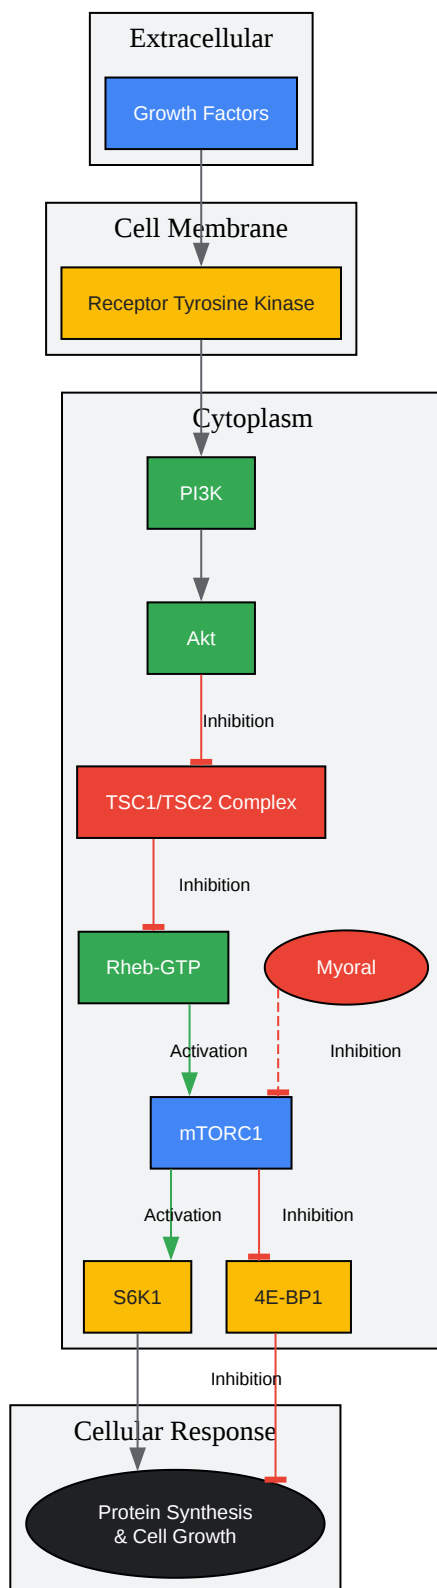 Extracellular
Growth Factors
Cell Membrane
Receptor Tyrosine Kinase
Cytoplasm
PI3K
Akt
Inhibition
TSC1/TSC2 Complex
Inhibition
Rheb-GTP
Myoral
Activation
Inhibition
mTORC1
Activation
Inhibition
S6K1
4E-BP1
Inhibition
Cellular Response
Protein Synthesis
& Cell Growth